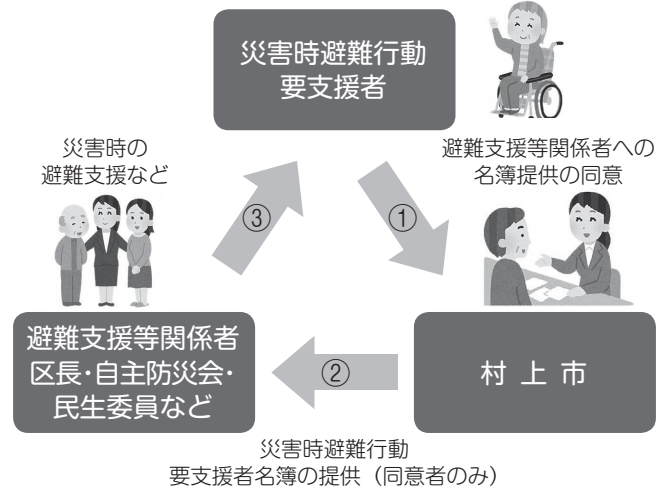 災害時避難行動
要支援者
災害時の
避難支援など
避難支援等関係者への
名簿提供の同意
③
①
避難支援等関係者
区長・自主防災会・
民生委員など
②
村上市
災害時避難行動
要支援者名簿の提供（同意者のみ）